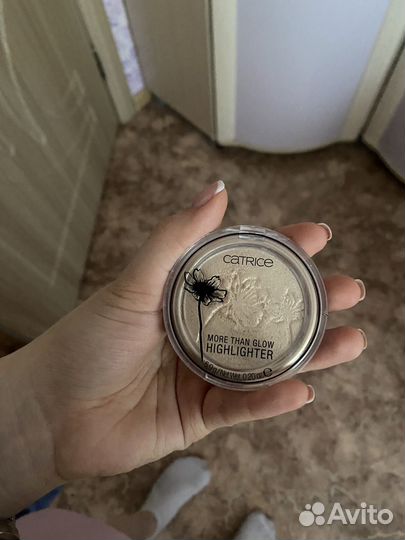 CATRICE
MORE THAN GLOW
HIGHLIGHTER
Avito